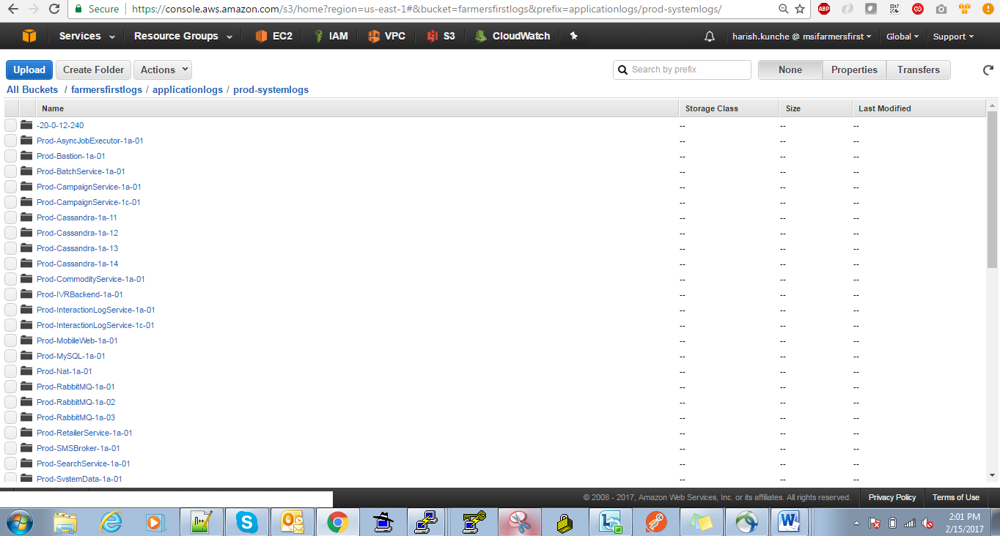 Secure https://console.aws.amazon.com/s3/home?region=us-east-1#&bucket=farmersfirstlogs&prefix=applicationlogs/prod-systemlogs/
ABP
Services Resource Groups EC2 IAM VPC S3 CloudWatch harish.kunche @ msifarmersfirst Global Support
Upload Create Folder Actions Search by prefix None Properties Transfers
All Buckets / farmersfirstlogs / applicationlogs / prod-systemlogs
Name Storage Class Size Last Modified
-20-0-12-240 -- -- --
Prod-AsyncJobExecutor-1a-01 -- -- --
Prod-Bastion-1a-01 -- -- --
Prod-BatchService-1a-01 -- -- --
Prod-CampaignService-1a-01 -- -- --
Prod-CampaignService-1c-01 -- -- --
Prod-Cassandra-1a-11 -- -- --
Prod-Cassandra-1a-12 -- -- --
Prod-Cassandra-1a-13 -- -- --
Prod-Cassandra-1a-14 -- -- --
Prod-CommodityService-1a-01 -- -- --
Prod-IVRBackend-1a-01 -- -- --
Prod-InteractionLogService-1a-01 -- -- --
Prod-InteractionLogService-1c-01 -- -- --
Prod-MobileWeb-1a-01 -- -- --
Prod-MySQL-1a-01 -- -- --
Prod-Nat-1a-01 -- -- --
Prod-RabbitMQ-1a-01 -- -- --
Prod-RabbitMQ-1a-02 -- -- --
Prod-RabbitMQ-1a-03 -- -- --
Prod-RetailerService-1a-01 -- -- --
Prod-SMSBroker-1a-01 -- -- --
Prod-SearchService-1a-01 -- -- --
Prod-SystemData-1a-01 -- -- --
© 2008 - 2017, Amazon Web Services, Inc. or its affiliates. All rights reserved. Privacy Policy Terms of Use
2:01 PM
2/15/2017